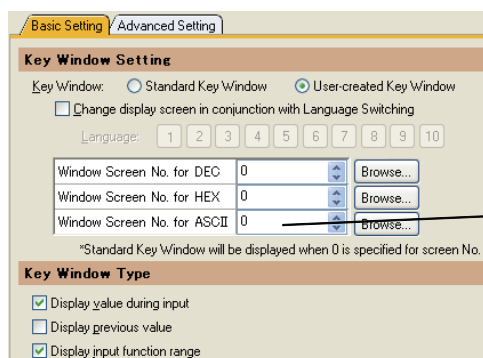 Basic Setting Advanced Setting
Key Window Setting
Key Window: Standard Key Window User-created Key Window
Change display screen in conjunction with Language Switching
Language: 1 2 3 4 5 6 7 8 9 10
Window Screen No. for DEC 0 Browse...
Window Screen No. for HEX 0 Browse...
Window Screen No. for ASCII 0 Browse...
*Standard Key Window will be displayed when 0 is specified for screen No.
Key Window Type
Display value during input
Display previous value
Display input function range